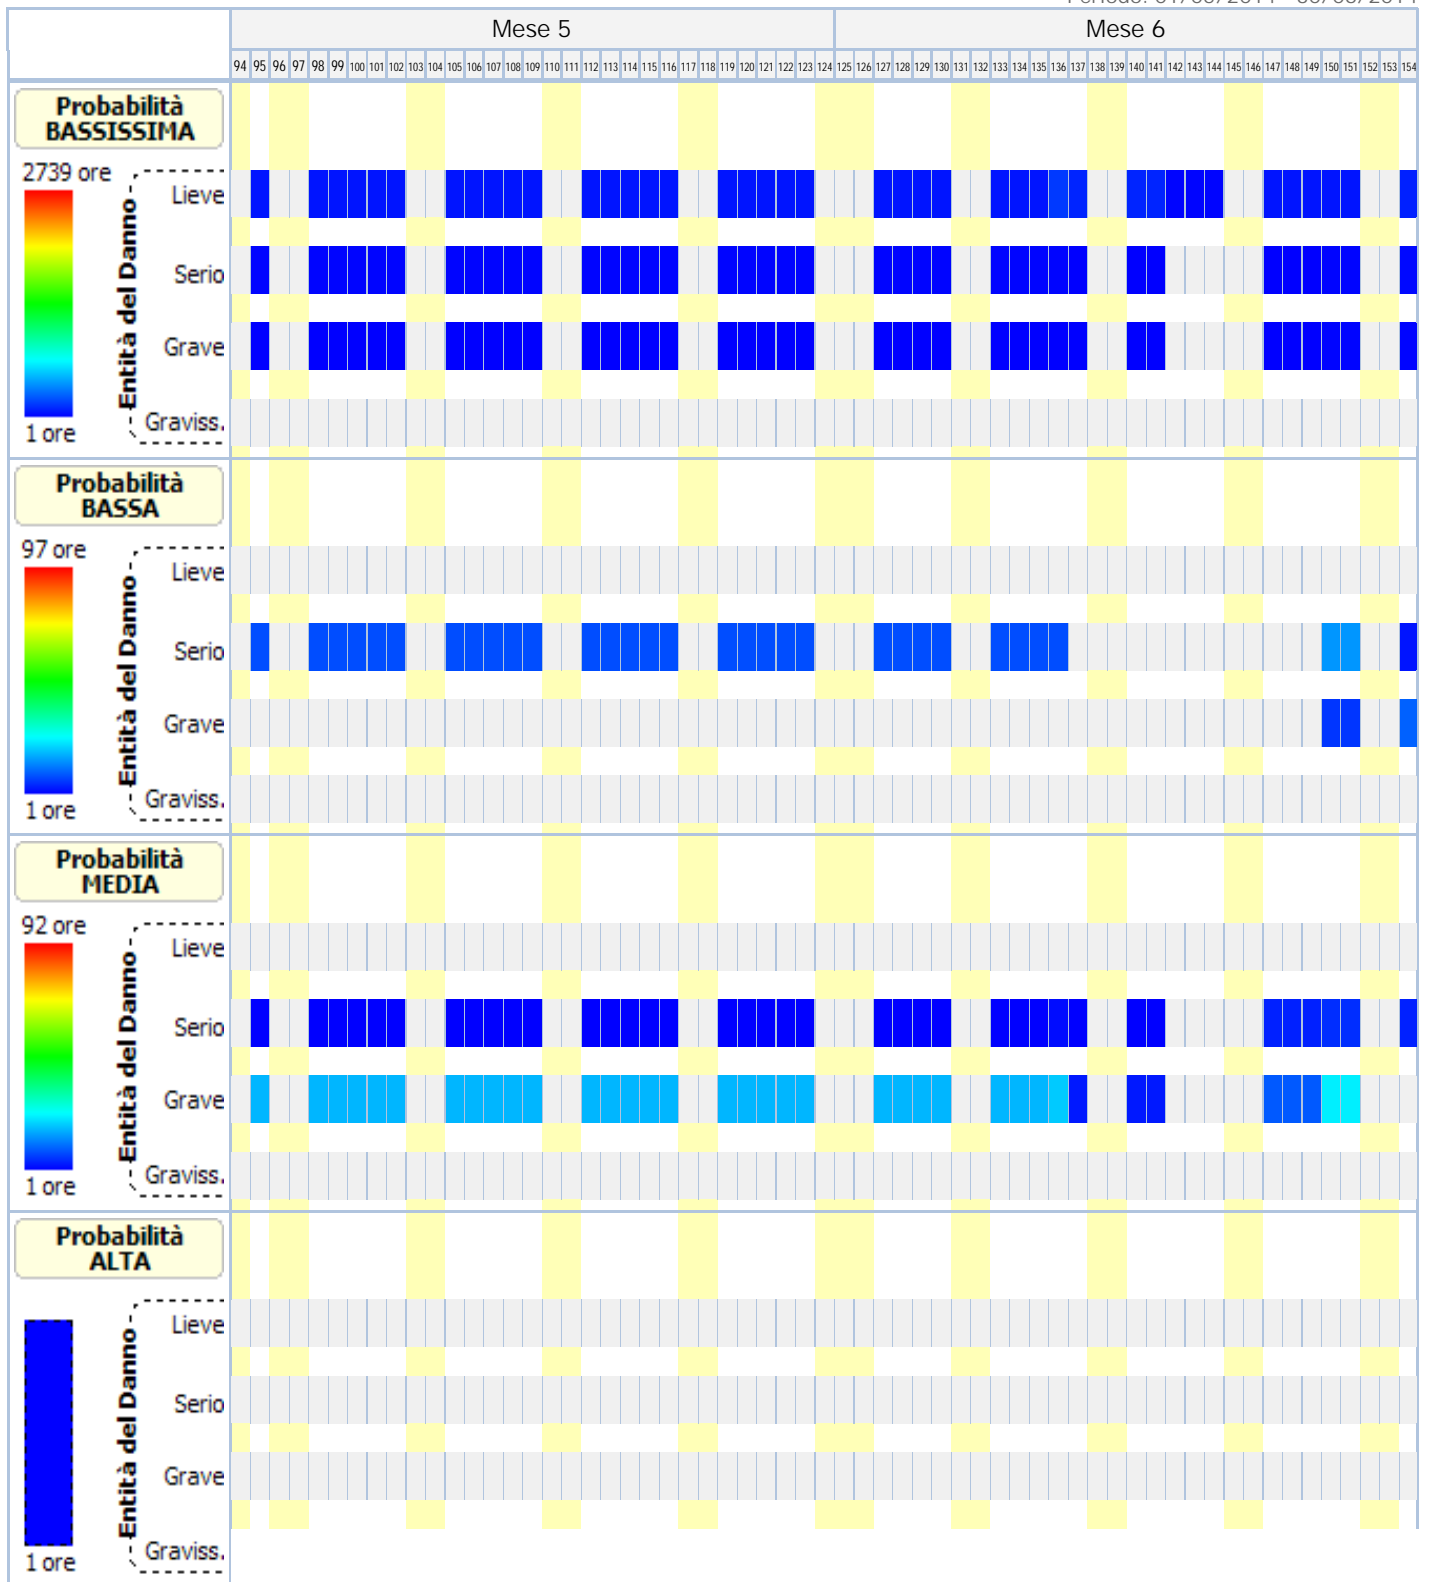 Mese 5 Mese 6
94 95 96 97 98 99 100 101 102 103 104 105 106 107 108 109 110 111 112 113 114 115 116 117 118 119 120 121 122 123 124 125 126 127 128 129 130 131 132 133 134 135 136 137 138 139 140 141 142 143 144 145 146 147 148 149 150 151 152 153 154
Probabilità
BASSISSIMA
2739 ore
Entità del Danno
Lieve
Serio
Grave
Graviss.
1 ore
Probabilità
BASSA
97 ore
Entità del Danno
Lieve
Serio
Grave
Graviss.
1 ore
Probabilità
MEDIA
92 ore
Entità del Danno
Lieve
Serio
Grave
Graviss.
1 ore
Probabilità
ALTA
Entità del Danno
Lieve
Serio
Grave
Graviss.
1 ore